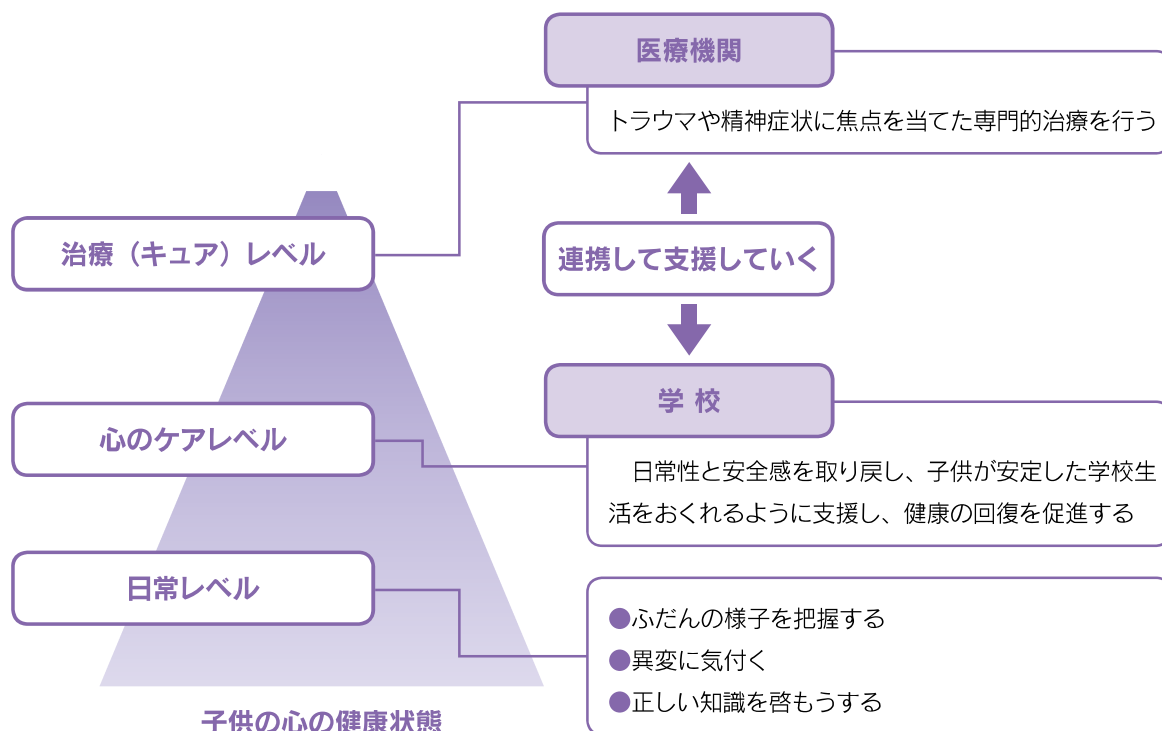 医療機関
トラウマや精神症状に焦点を当てた専門的治療を行う
治療（キュア）レベル
連携して支援していく
学 校
心のケアレベル
日常性と安全感を取り戻し、子供が安定した学校生
活をおくれるように支援し、健康の回復を促進する
日常レベル
●ふだんの様子を把握する
●異変に気付く
●正しい知識を啓もうする
子供の心の健康状態